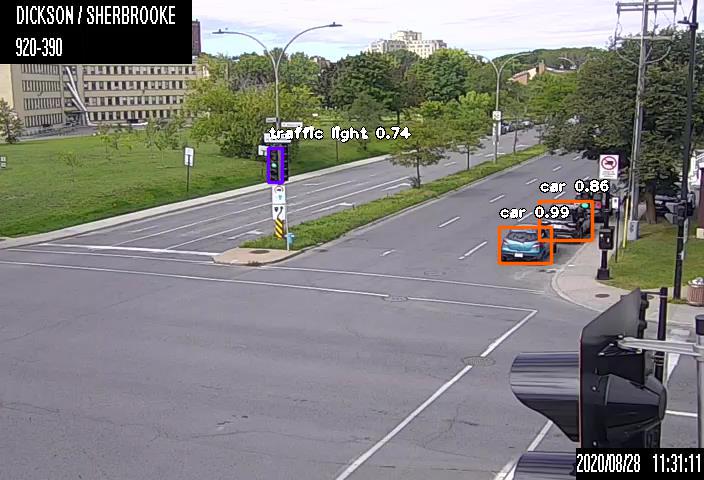 DICKSON / SHERBROOKE
920-390
traffic light 0.74
car 0.86
car 0.99
2020/08/28 11:31:11